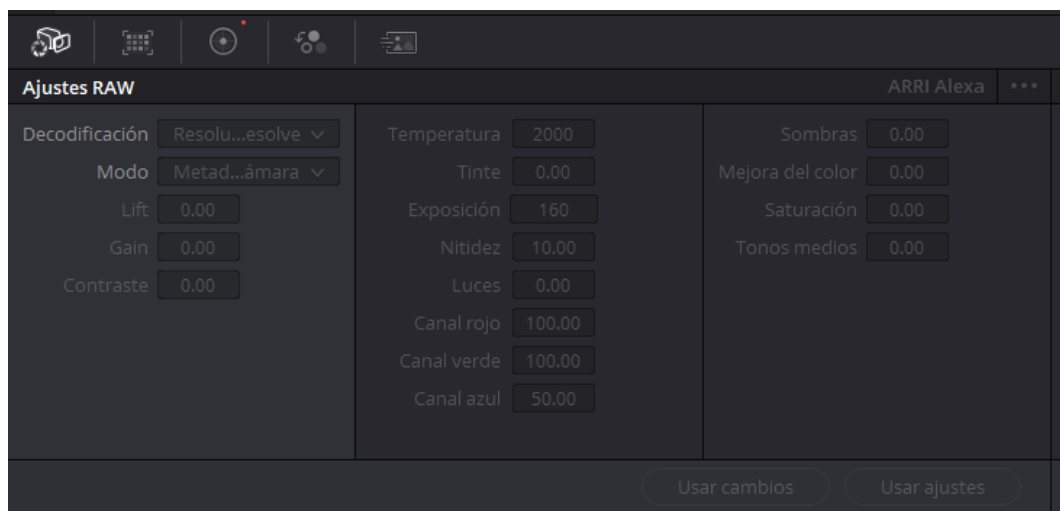 Ajustes RAW ARRI Alexa
Decodificación Resolu...esolve
Modo Metad...ámara
Lift 0.00
Gain 0.00
Contraste 0.00
Temperatura 2000
Tinte 0.00
Exposición 160
Nitidez 10.00
Luces 0.00
Canal rojo 100.00
Canal verde 100.00
Canal azul 50.00
Sombras 0.00
Mejora del color 0.00
Saturación 0.00
Tonos medios 0.00
Usar cambios Usar ajustes